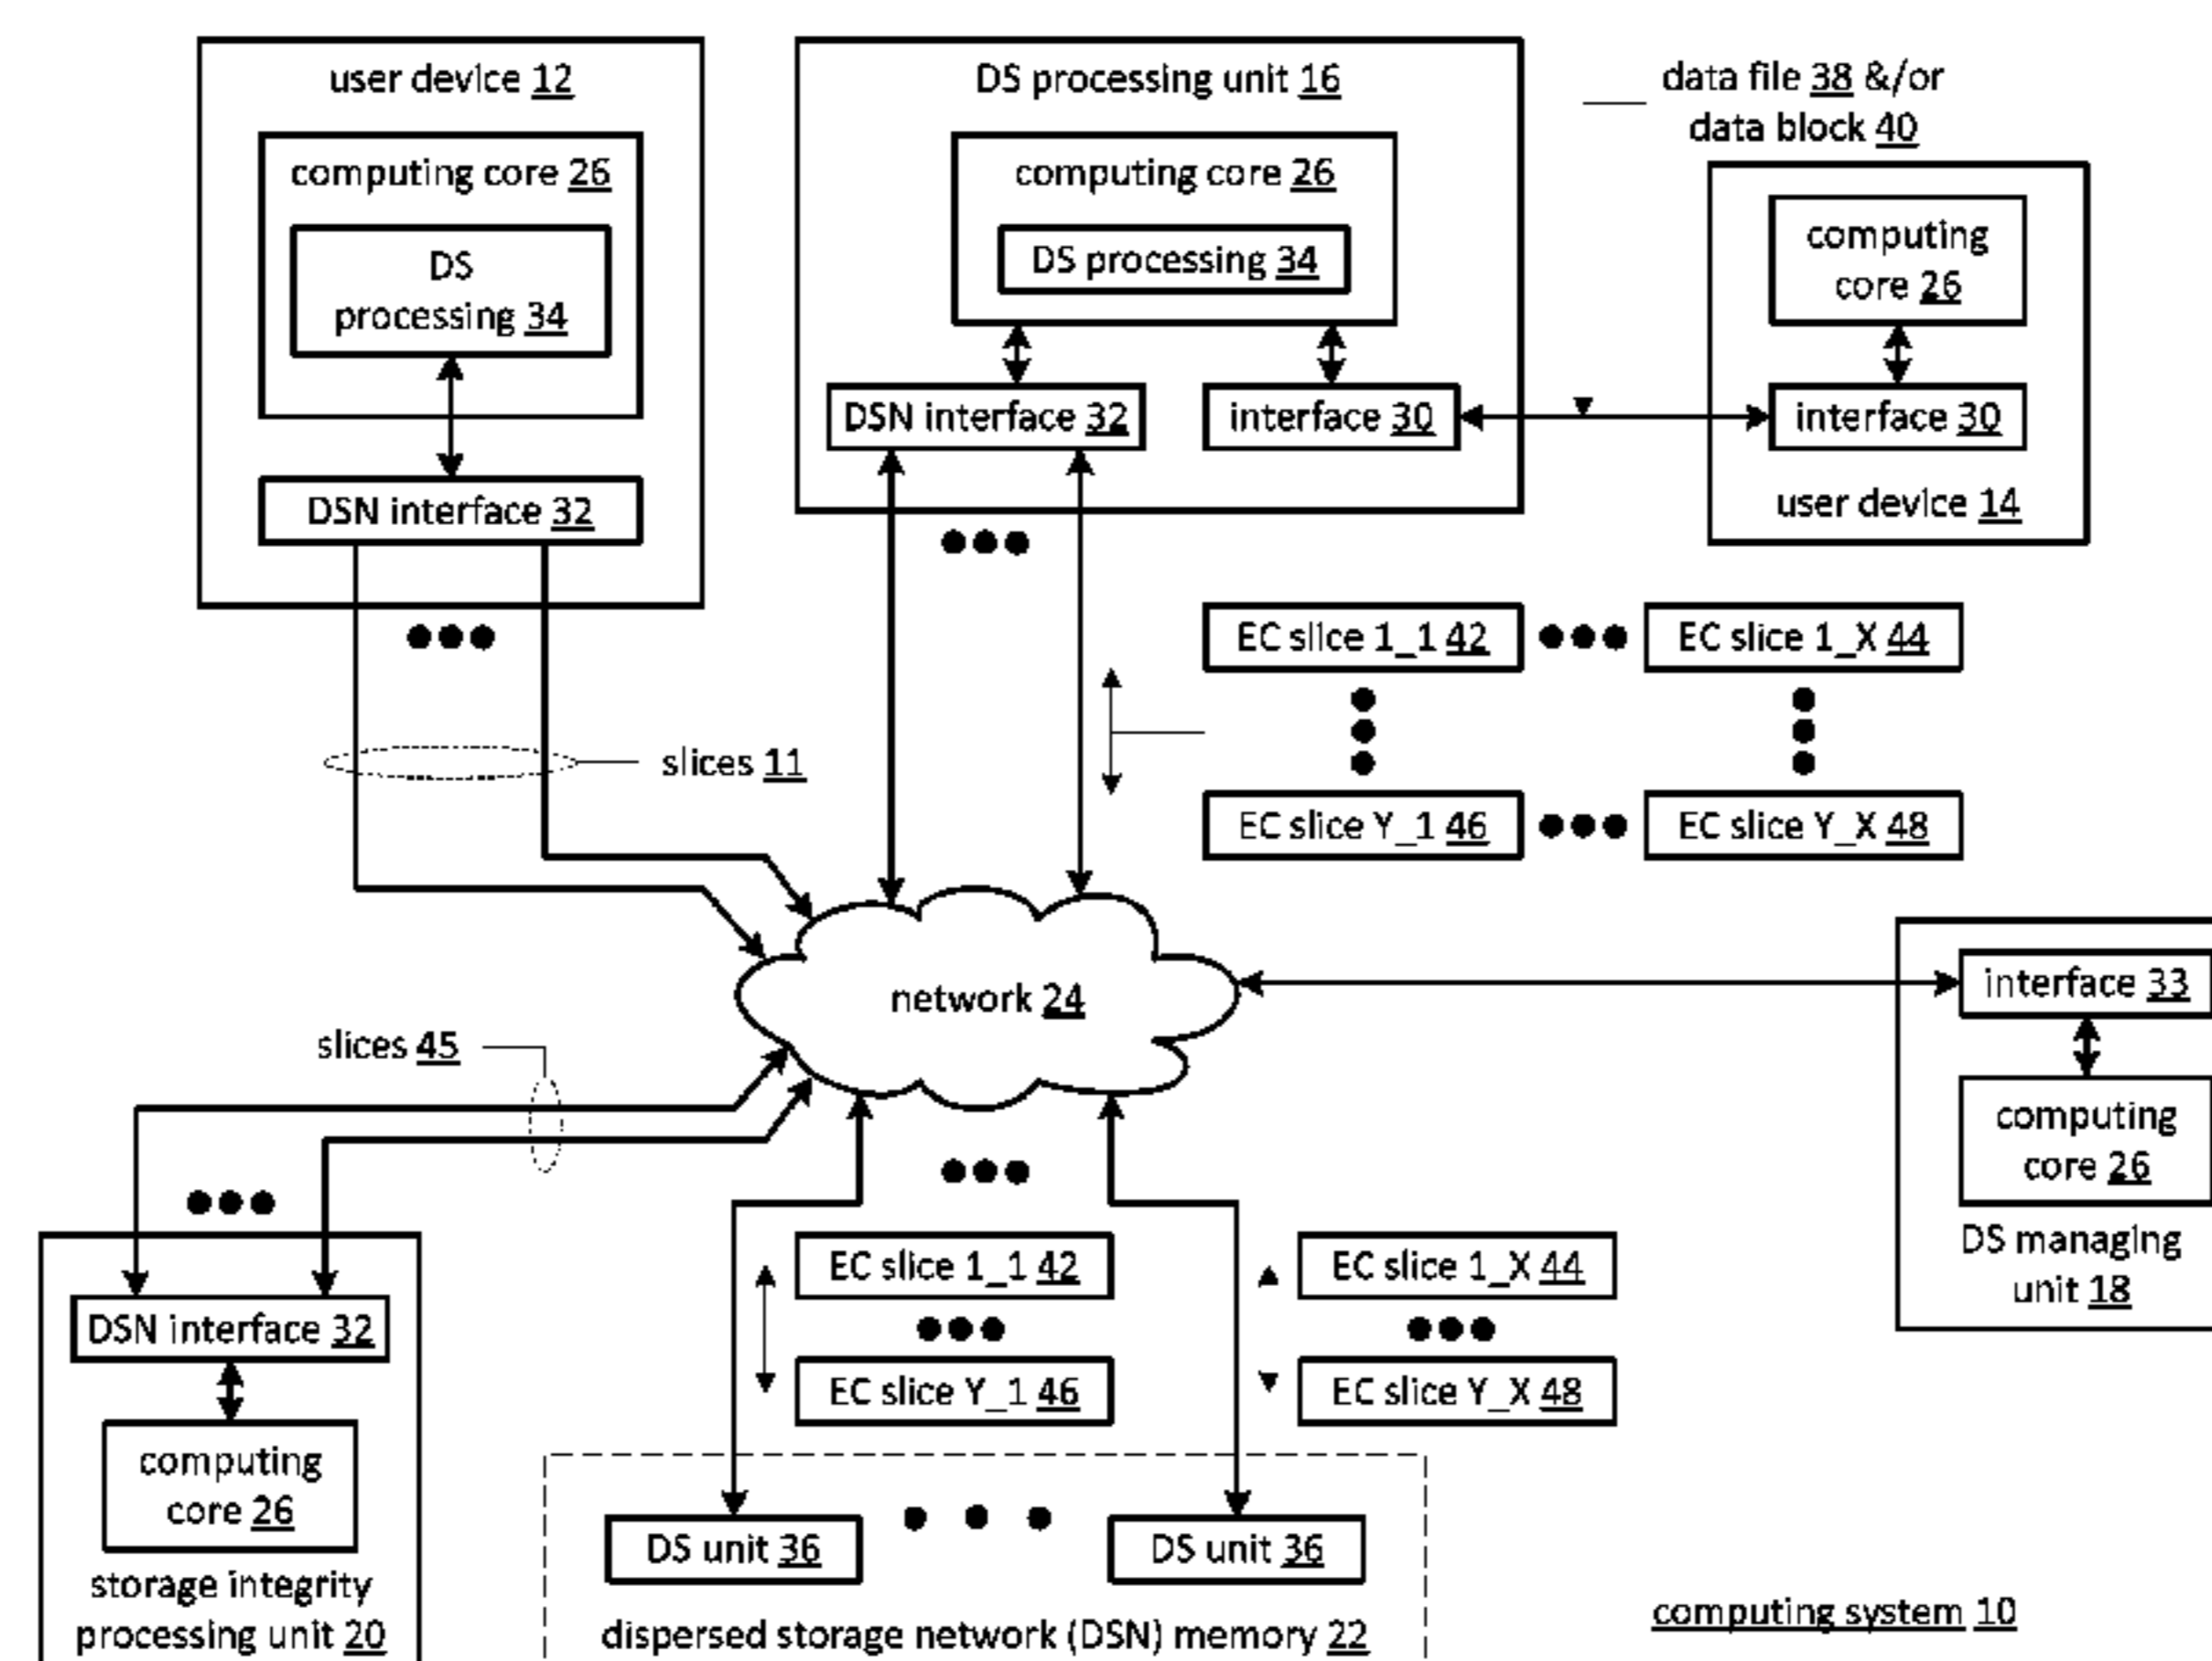 user device 12
computing core 26
DS
processing 34
DSN interface 32
DS processing unit 16
computing core 26
DS processing 34
DSN interface 32
interface 30
data file 38 &/or
data block 40
computing
core 26
interface 30
user device 14
EC slice 1_1 42
EC slice 1_X 44
EC slice Y_1 46
EC slice Y_X 48
slices 11
network 24
interface 33
computing
core 26
DS managing
unit 18
slices 45
DSN interface 32
computing
core 26
storage integrity
processing unit 20
EC slice 1_1 42
EC slice 1_X 44
EC slice Y_1 46
EC slice Y_X 48
DS unit 36
DS unit 36
dispersed storage network (DSN) memory 22
computing system 10